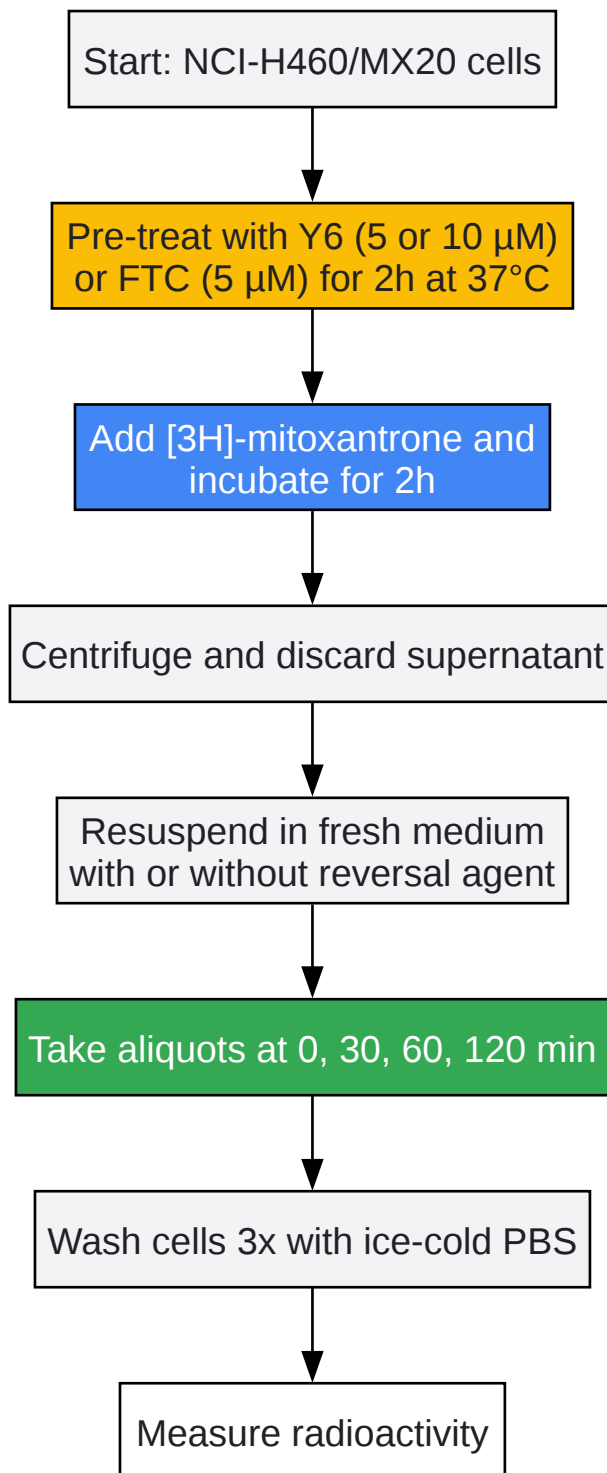 Start: NCI-H460/MX20 cells
Pre-treat with Y6 (5 or 10 µM)
or FTC (5 µM) for 2h at 37°C
Add [3H]-mitoxantrone and
incubate for 2h
Centrifuge and discard supernatant
Resuspend in fresh medium
with or without reversal agent
Take aliquots at 0, 30, 60, 120 min
Wash cells 3x with ice-cold PBS
Measure radioactivity